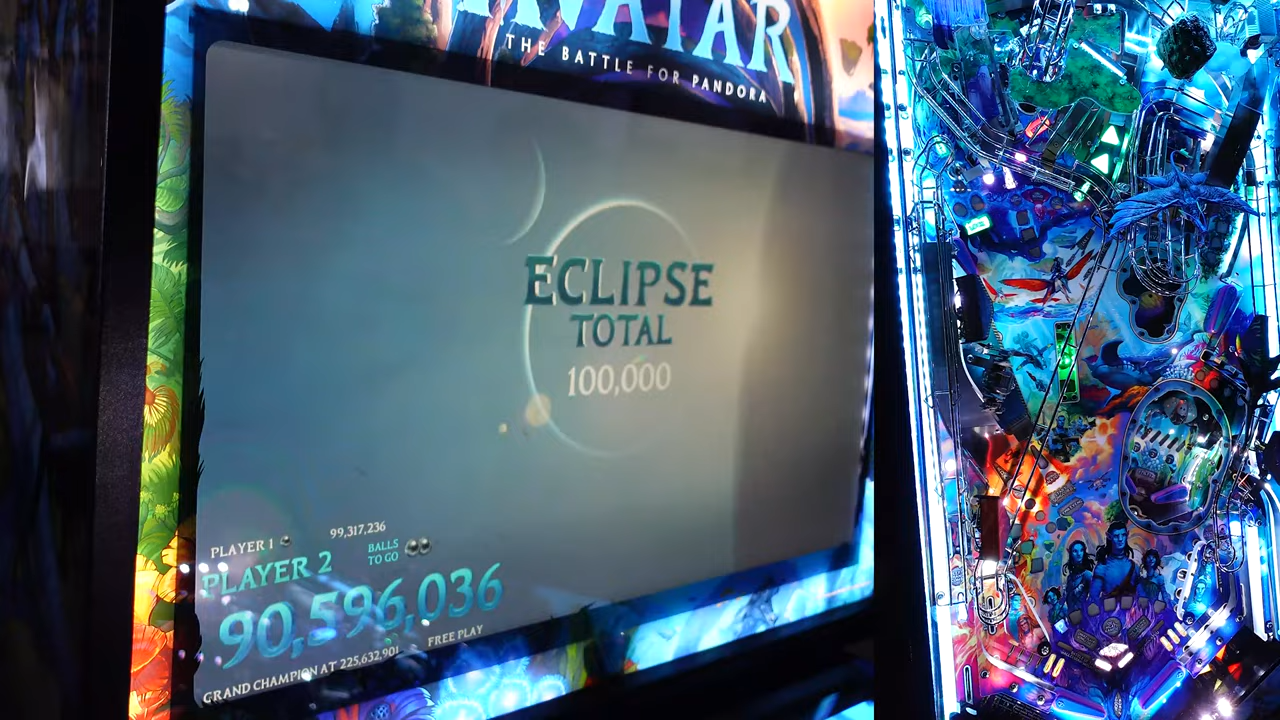 AVATAR
THE BATTLE FOR PANDORA
ECLIPSE
TOTAL
100,000
PLAYER 1 99,317,236
PLAYER 2 BALLS TO GO
90,596,036
GRAND CHAMPION AT 225,632,901 FREE PLAY